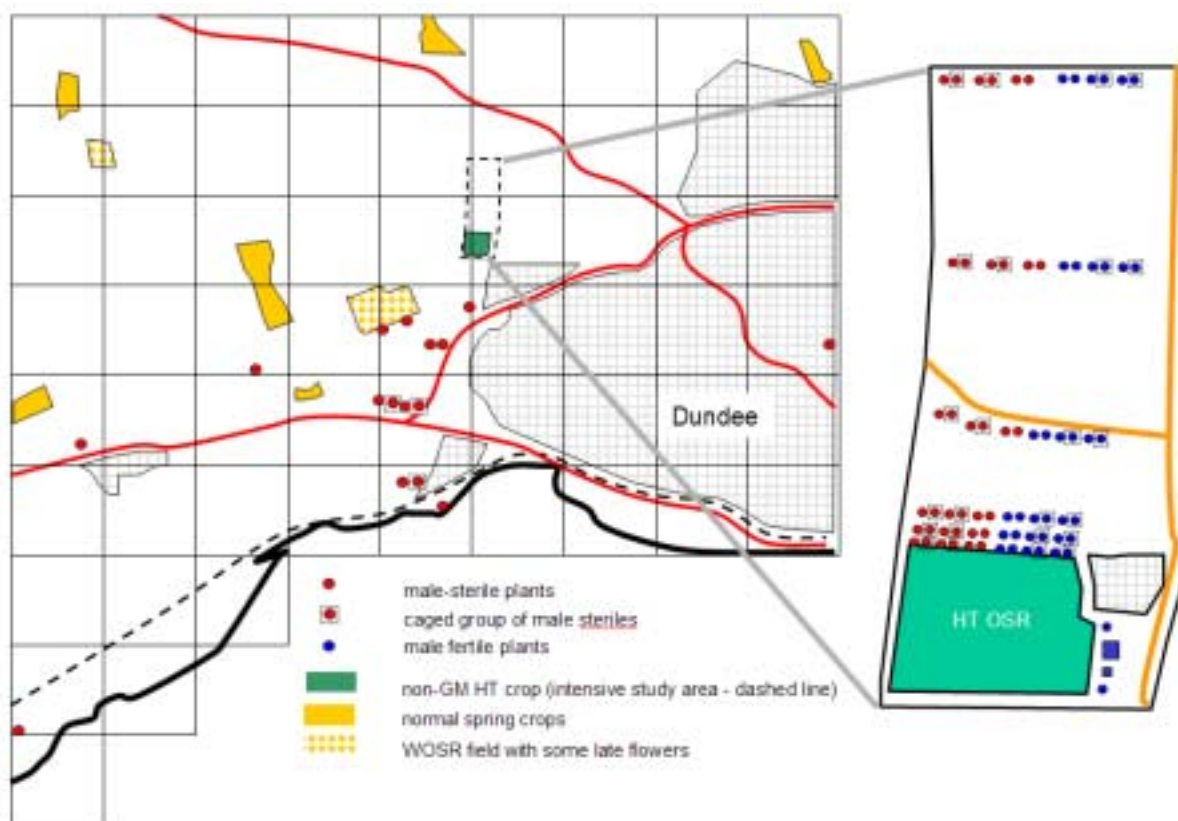 Dundee
HT OSR
male-sterile plants
caged group of male steriles
male fertile plants
non-GM HT crop (intensive study area - dashed line)
normal spring crops
WOSR field with some late flowers